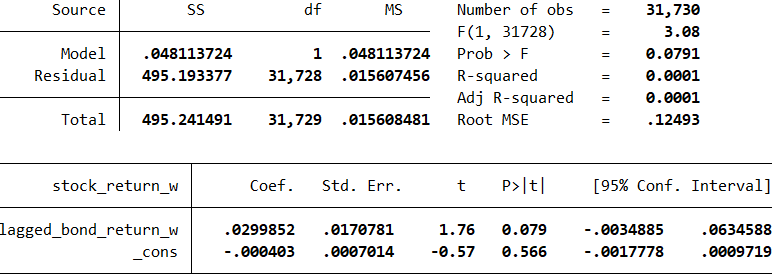 Source SS df MS Number of obs = 31,730
F(1, 31728) = 3.08
Model .048113724 1 .048113724 Prob > F = 0.0791
Residual 495.193377 31,728 .015607456 R-squared = 0.0001
Adj R-squared = 0.0001
Total 495.241491 31,729 .015608481 Root MSE = .12493
stock_return_w Coef. Std. Err. t P>|t| [95% Conf. Interval]
lagged_bond_return_w .0299852 .0170781 1.76 0.079 -.0034885 .0634588
_cons -.000403 .0007014 -0.57 0.566 -.0017778 .0009719